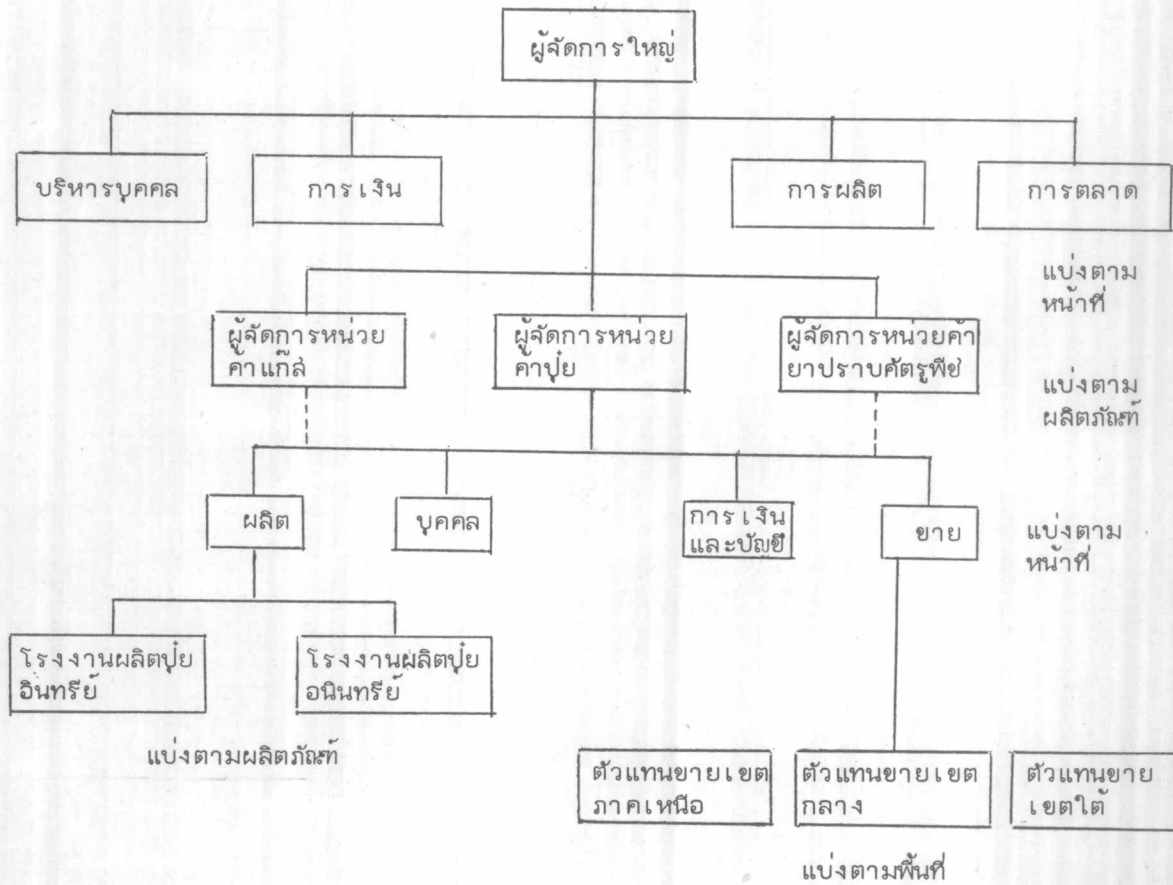 ผู้จัดการใหญ่
บริหารบุคคล
การเงิน
การผลิต
การตลาด
แบ่งตาม
หน้าที่
ผู้จัดการหน่วย
ค้าแก๊ส
ผู้จัดการหน่วย
ค้าปุ๋ย
ผู้จัดการหน่วยค้า
ยาปราบศัตรูพืช
แบ่งตาม
ผลิตภัณฑ์
ผลิต
บุคคล
การเงิน
และบัญชี
ขาย
แบ่งตาม
หน้าที่
โรงงานผลิตปุ๋ย
อินทรีย์
โรงงานผลิตปุ๋ย
อนินทรีย์
แบ่งตามผลิตภัณฑ์
ตัวแทนขายเขต
ภาคเหนือ
ตัวแทนขายเขต
กลาง
ตัวแทนขาย
เขตใต้
แบ่งตามพื้นที่